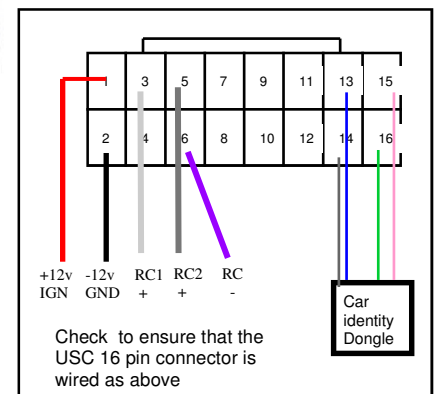 1 3 5 7 9 11 13 15
2 4 6 8 10 12 14 16
+12v -12v RC1 RC2 RC
IGN GND + + -
Car
identity
Dongle
Check to ensure that the
USC 16 pin connector is
wired as above